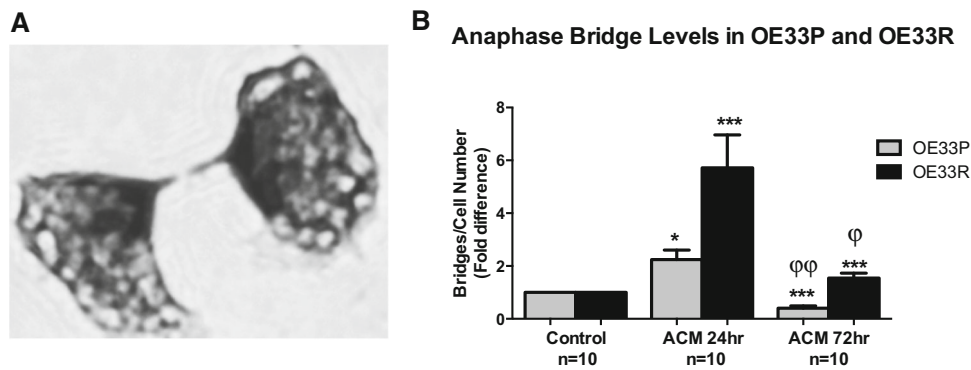 A
B
Anaphase Bridge Levels in OE33P and OE33R
Bridges/Cell Number
(Fold difference)
8
6
4
2
0
*
***
φφ
***
φ
***
OE33P
OE33R
Control
n=10
ACM 24hr
n=10
ACM 72hr
n=10